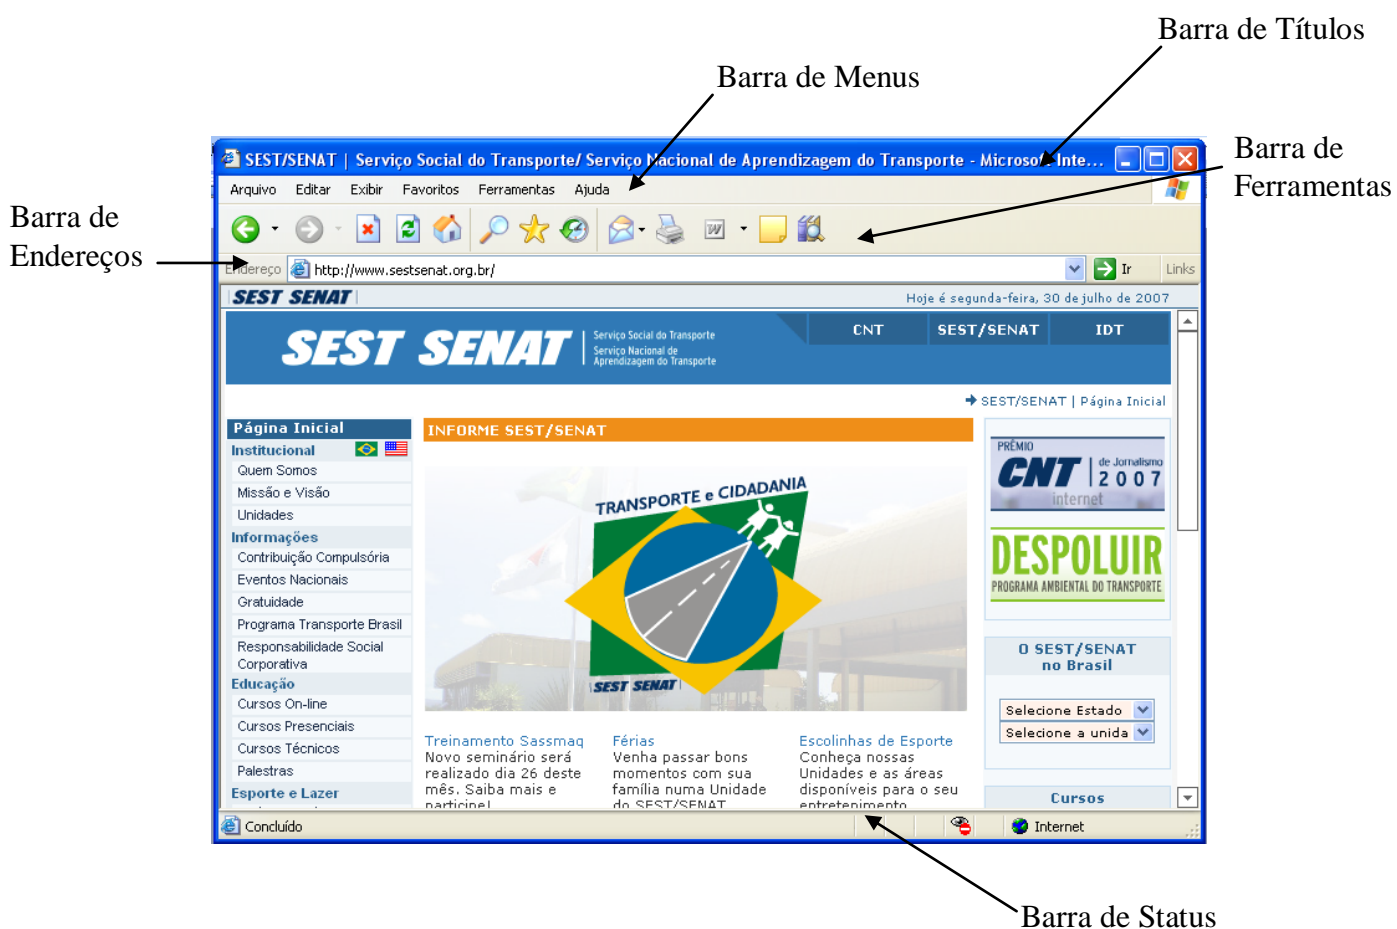 Barra de Títulos
Barra de Menus
Barra de
Ferramentas
Barra de
Endereços
SEST/SENAT | Serviço Social do Transporte/ Serviço Nacional de Aprendizagem do Transporte - Microsoft Inte...
Arquivo Editar Exibir Favoritos Ferramentas Ajuda
Endereço http://www.sestsenat.org.br/ Ir Links
SEST SENAT Hoje é segunda-feira, 30 de julho de 2007
CNT SEST/SENAT IDT
SEST SENAT
Serviço Social do Transporte
Serviço Nacional de
Aprendizagem do Transporte
SEST/SENAT | Página Inicial
Página Inicial
Institucional
Quem Somos
Missão e Visão
Unidades
Informações
Contribuição Compulsória
Eventos Nacionais
Gratuidade
Programa Transporte Brasil
Responsabilidade Social
Corporativa
Educação
Cursos On-line
Cursos Presenciais
Cursos Técnicos
Palestras
Esporte e Lazer
INFORME SEST/SENAT
TRANSPORTE e CIDADANIA
SEST SENAT
Treinamento Sassmaq
Novo seminário será
realizado dia 26 deste
mês. Saiba mais e
participe!
Férias
Venha passar bons
momentos com sua
família numa Unidade
do SEST/SENAT
Escolinhas de Esporte
Conheça nossas
Unidades e as áreas
disponíveis para o seu
entretenimento
PRÊMIO
CNT de Jornalismo
2007
internet
DESPOLUIR
PROGRAMA AMBIENTAL DO TRANSPORTE
O SEST/SENAT
no Brasil
Selecione Estado
Selecione a unida
Cursos
Concluído Internet
Barra de Status